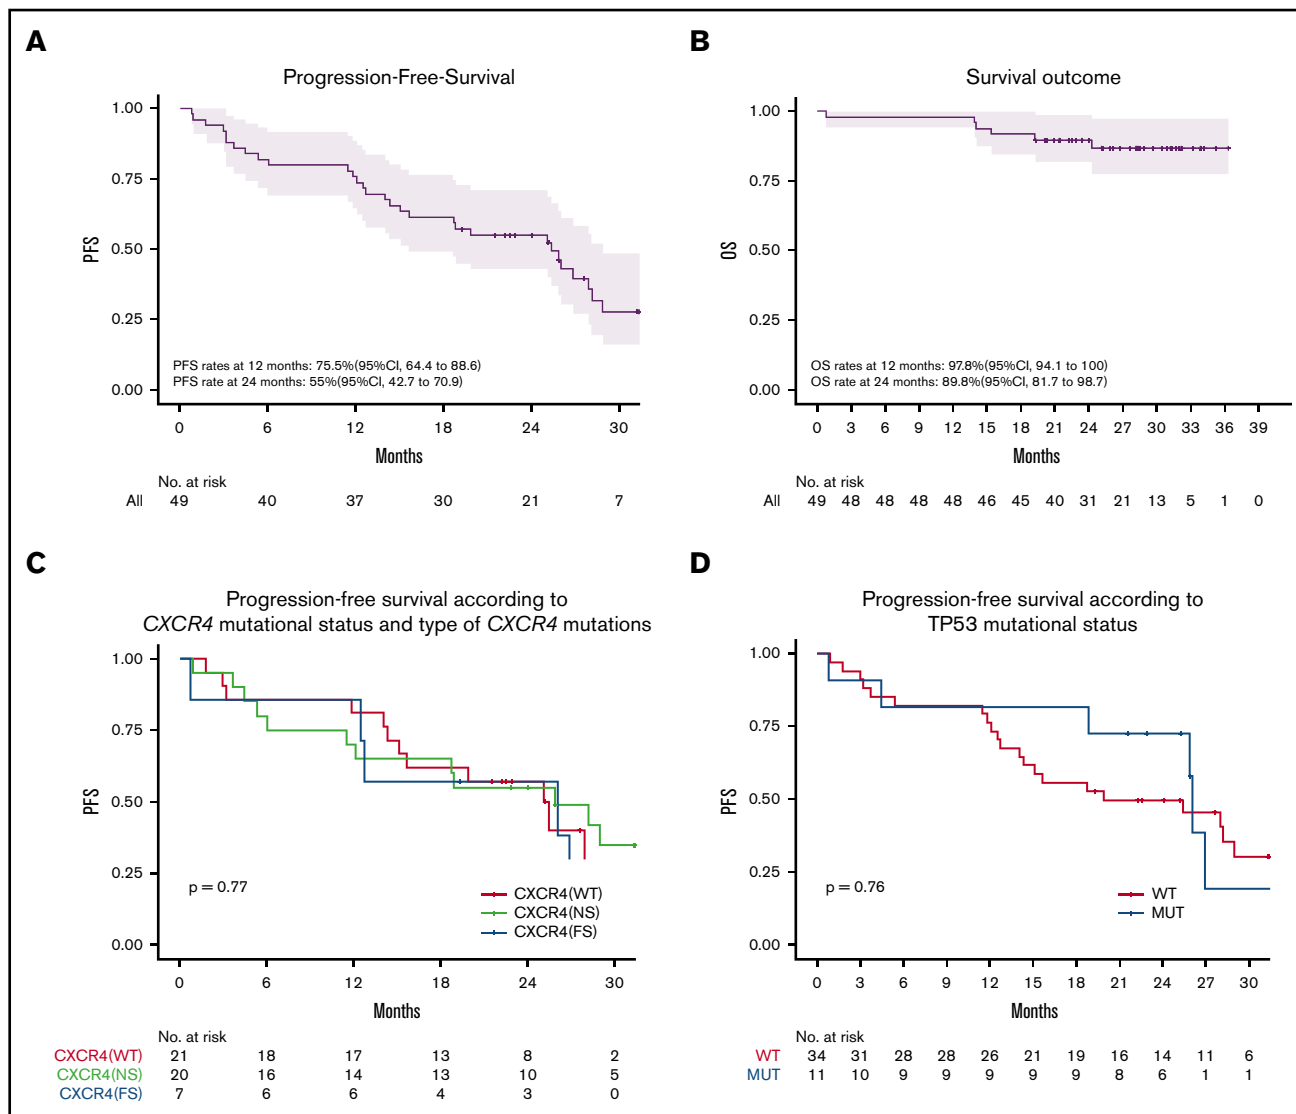 A
Progression-Free-Survival
1.00
0.75
0.50
0.25
0.00
PFS
PFS rates at 12 months: 75.5%(95%CI, 64.4 to 88.6)
PFS rate at 24 months: 55%(95%CI, 42.7 to 70.9)
0 6 12 18 24 30
Months
No. at risk
All 49 40 37 30 21 7
B
Survival outcome
1.00
0.75
0.50
0.25
0.00
OS
OS rates at 12 months: 97.8%(95%CI, 94.1 to 100)
OS rate at 24 months: 89.8%(95%CI, 81.7 to 98.7)
0 3 6 9 12 15 18 21 24 27 30 33 36 39
Months
No. at risk
All 49 48 48 48 48 46 45 40 31 21 13 5 1 0
C
Progression-free survival according to
CXCR4 mutational status and type of CXCR4 mutations
1.00
0.75
0.50
0.25
0.00
PFS
p = 0.77
CXCR4(WT)
CXCR4(NS)
CXCR4(FS)
0 6 12 18 24 30
Months
No. at risk
CXCR4(WT) 21 18 17 13 8 2
CXCR4(NS) 20 16 14 13 10 5
CXCR4(FS) 7 6 6 4 3 0
D
Progression-free survival according to
TP53 mutational status
1.00
0.75
0.50
0.25
0.00
PFS
p = 0.76
WT
MUT
0 3 6 9 12 15 18 21 24 27 30
Months
No. at risk
WT 34 31 28 28 26 21 19 16 14 11 6
MUT 11 10 9 9 9 9 9 8 6 1 1